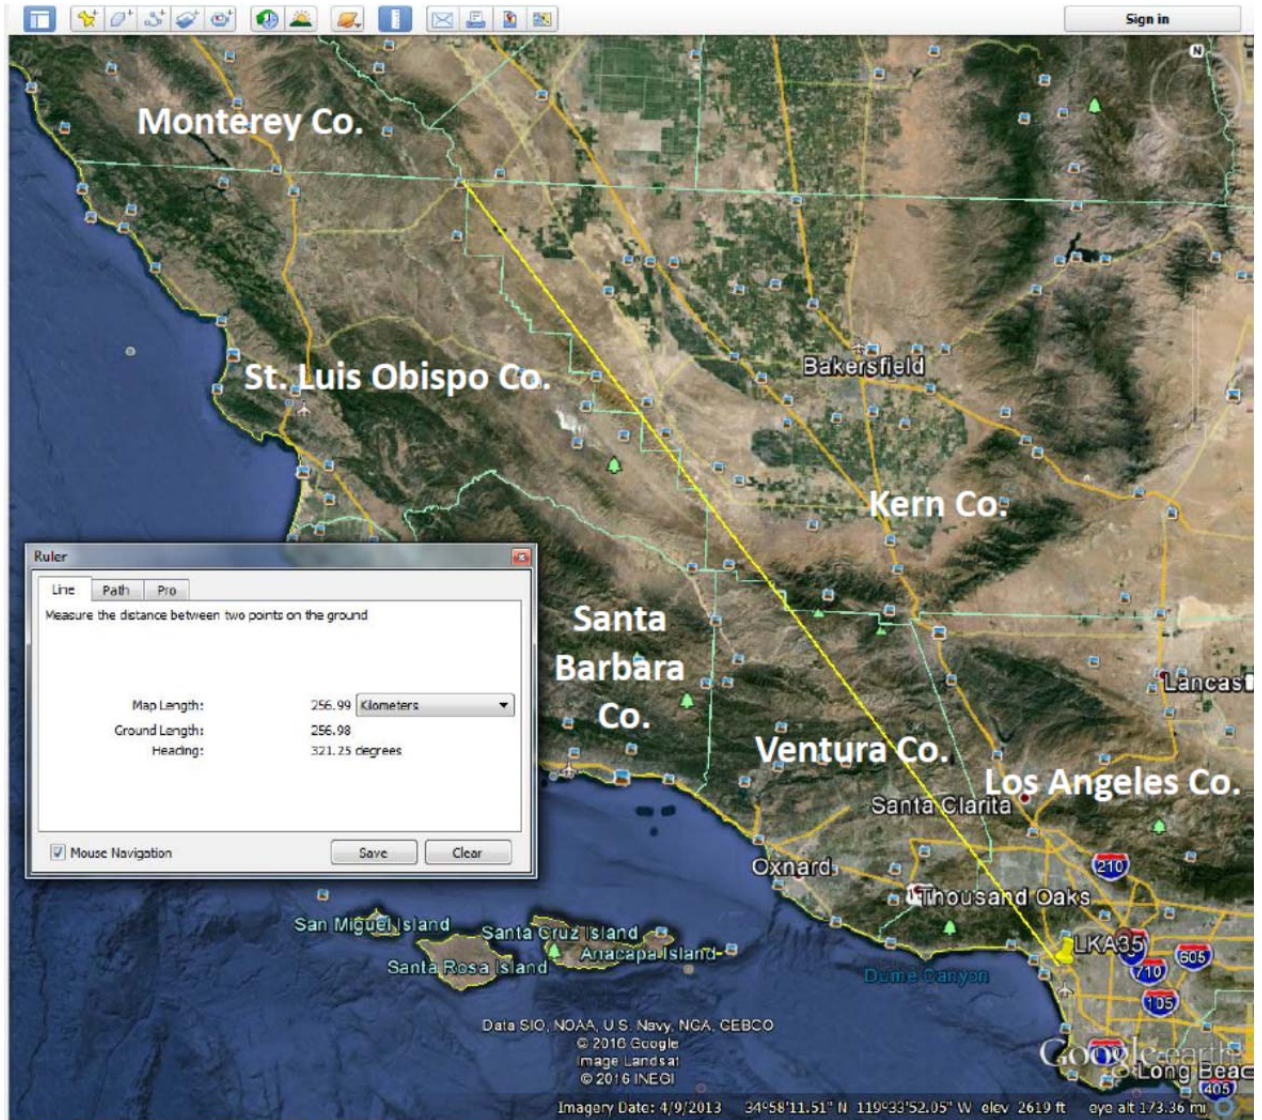 Sign in
N
Monterey Co.
Bakersfield
St. Luis Obispo Co.
Kern Co.
Ruler
Line Path Pro
Measure the distance between two points on the ground
Map Length: 256.99 Kilometers
Ground Length: 256.98
Heading: 321.25 degrees
Mouse Navigation Save Clear
Santa
Barbara
Co.
Lancast
Ventura Co.
Los Angeles Co.
Santa Clarita
Oxnard
210
Thousand Oaks
San Miguel Island
Santa Cruz Island
Anacapa Island
Santa Rosa Island
LKA35
605
710
Dume Canyon
105
Data SIO, NOAA, U.S. Navy, NGA, GEBCO
© 2016 Google
Image Landsat
© 2016 INEGI
Google earth
Long Beac
405
Imagery Date: 4/9/2013 34°58'11.51" N 119°33'52.05" W elev 2619 ft eye alt 173.36 mi